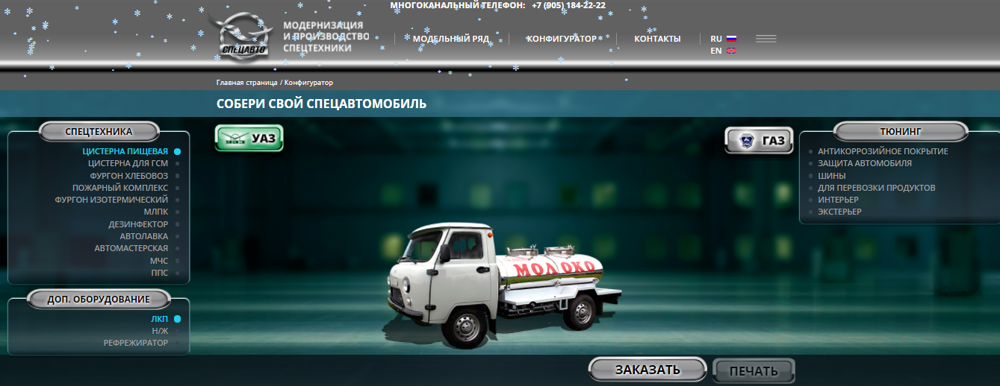 МНОГОКАНАЛЬНЫЙ ТЕЛЕФОН: +7 (905) 184-22-22
СПЕЦАВТО
МОДЕРНИЗАЦИЯ
И ПРОИЗВОДСТВО
СПЕЦТЕХНИКИ
МОДЕЛЬНЫЙ РЯД
КОНФИГУРАТОР
КОНТАКТЫ
RU
EN
Главная страница / Конфигуратор
СОБЕРИ СВОЙ СПЕЦАВТОМОБИЛЬ
СПЕЦТЕХНИКА
ЦИСТЕРНА ПИЩЕВАЯ
ЦИСТЕРНА ДЛЯ ГСМ
ФУРГОН ХЛЕБОВОЗ
ПОЖАРНЫЙ КОМПЛЕКС
ФУРГОН ИЗОТЕРМИЧЕСКИЙ
МЛПК
ДЕЗИНФЕКТОР
АВТОЛАВКА
АВТОМАСТЕРСКАЯ
МЧС
ППС
ДОП. ОБОРУДОВАНИЕ
ЛКП
Н/Ж
РЕФРЕЖИРАТОР
УАЗ
МОЛОКО
ГАЗ
ТЮНИНГ
АНТИКОРРОЗИЙНОЕ ПОКРЫТИЕ
ЗАЩИТА АВТОМОБИЛЯ
ШИНЫ
ДЛЯ ПЕРЕВОЗКИ ПРОДУКТОВ
ИНТЕРЬЕР
ЭКСТЕРЬЕР
ЗАКАЗАТЬ
ПЕЧАТЬ